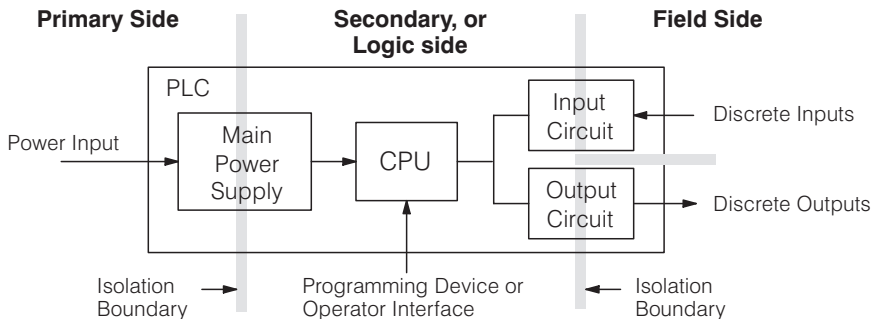 Primary Side
Secondary, or
Logic side
Field Side
PLC
Power Input
Main
Power
Supply
CPU
Input
Circuit
Discrete Inputs
Output
Circuit
Discrete Outputs
Isolation
Boundary
Programming Device or
Operator Interface
Isolation
Boundary